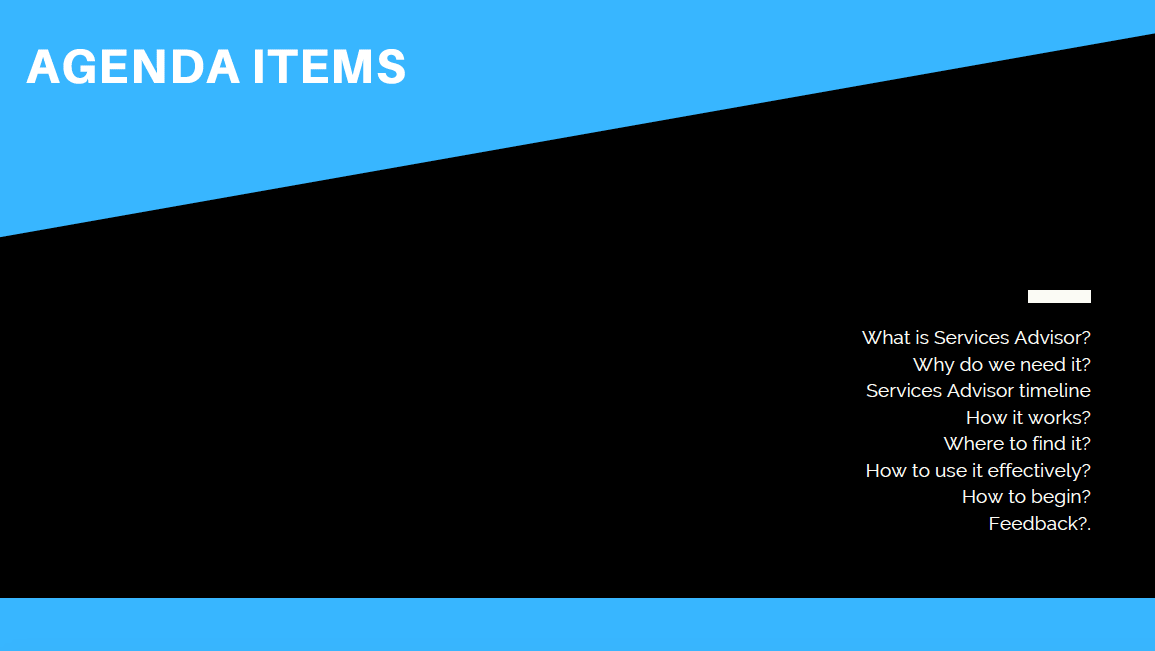 AGENDA ITEMS
What is Services Advisor?
Why do we need it?
Services Advisor timeline
How it works?
Where to find it?
How to use it effectively?
How to begin?
Feedback?.